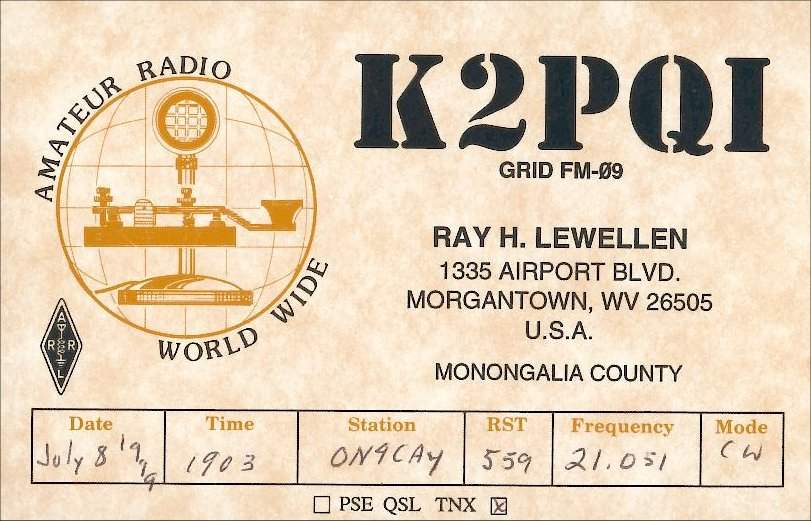 AMATEUR RADIO
WORLD WIDE
ARRL
K2PQI
GRID FM-Ø9
RAY H. LEWELLEN
1335 AIRPORT BLVD.
MORGANTOWN, WV 26505
U.S.A.
MONONGALIA COUNTY
Date Time Station RST Frequency Mode
July 8 1903 ON9CAY 559 21.051 CW
☐ PSE QSL TNX ☒